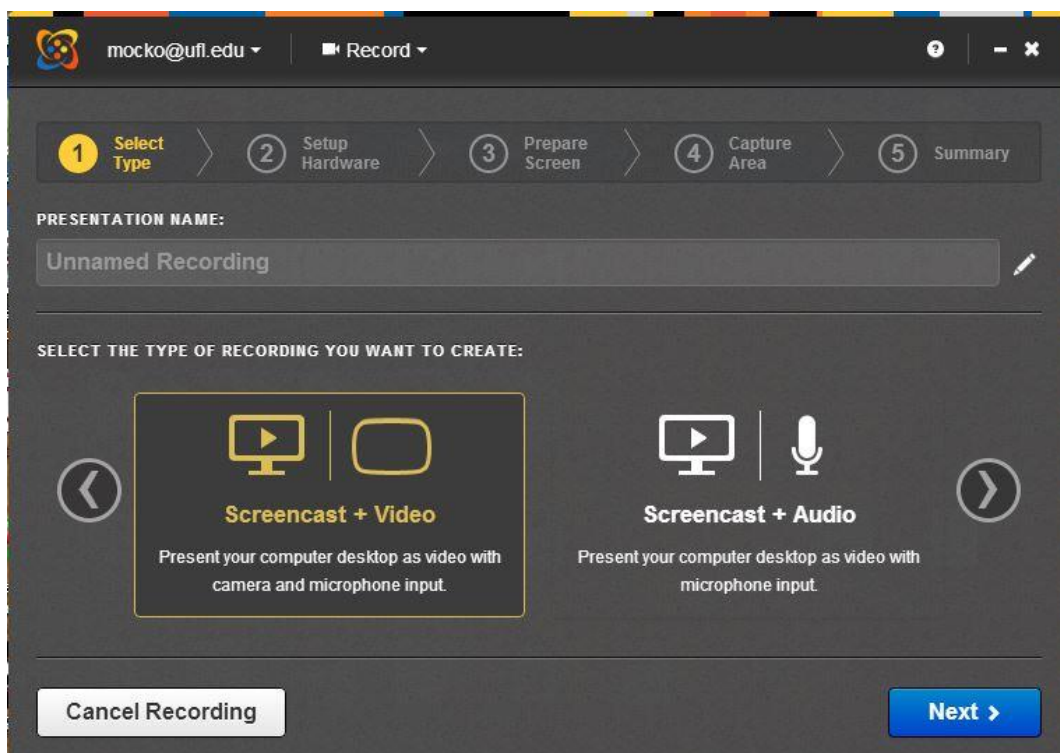 mocko@ufl.edu
Record
1 Select Type
2 Setup Hardware
3 Prepare Screen
4 Capture Area
5 Summary
PRESENTATION NAME:
Unnamed Recording
SELECT THE TYPE OF RECORDING YOU WANT TO CREATE:
Screencast + Video
Present your computer desktop as video with
camera and microphone input.
Screencast + Audio
Present your computer desktop as video with
microphone input.
Cancel Recording
Next